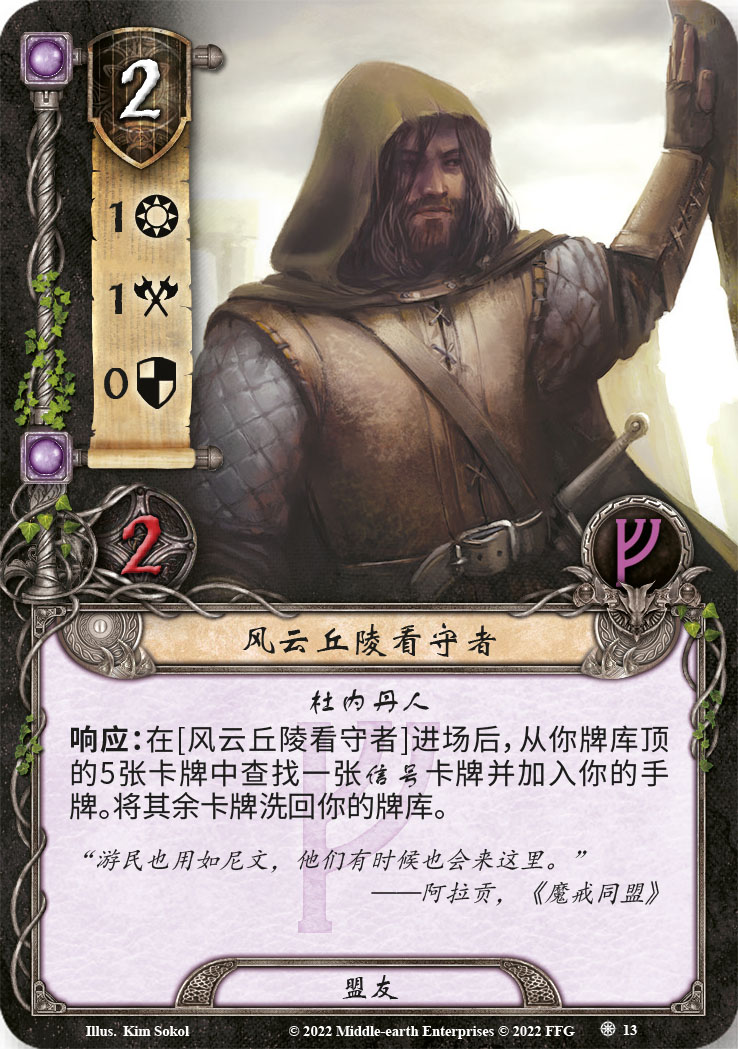 2
1
1
0
2
风云丘陵看守者
杜内丹人
响应：在[风云丘陵看守者]进场后，从你牌库顶
的5张卡牌中查找一张信号卡牌并加入你的手
牌。将其余卡牌洗回你的牌库。
“游民也用如尼文，他们有时候也会来这里。”
——阿拉贡，《魔戒同盟》
盟友
Illus. Kim Sokol © 2022 Middle-earth Enterprises © 2022 FFG 13